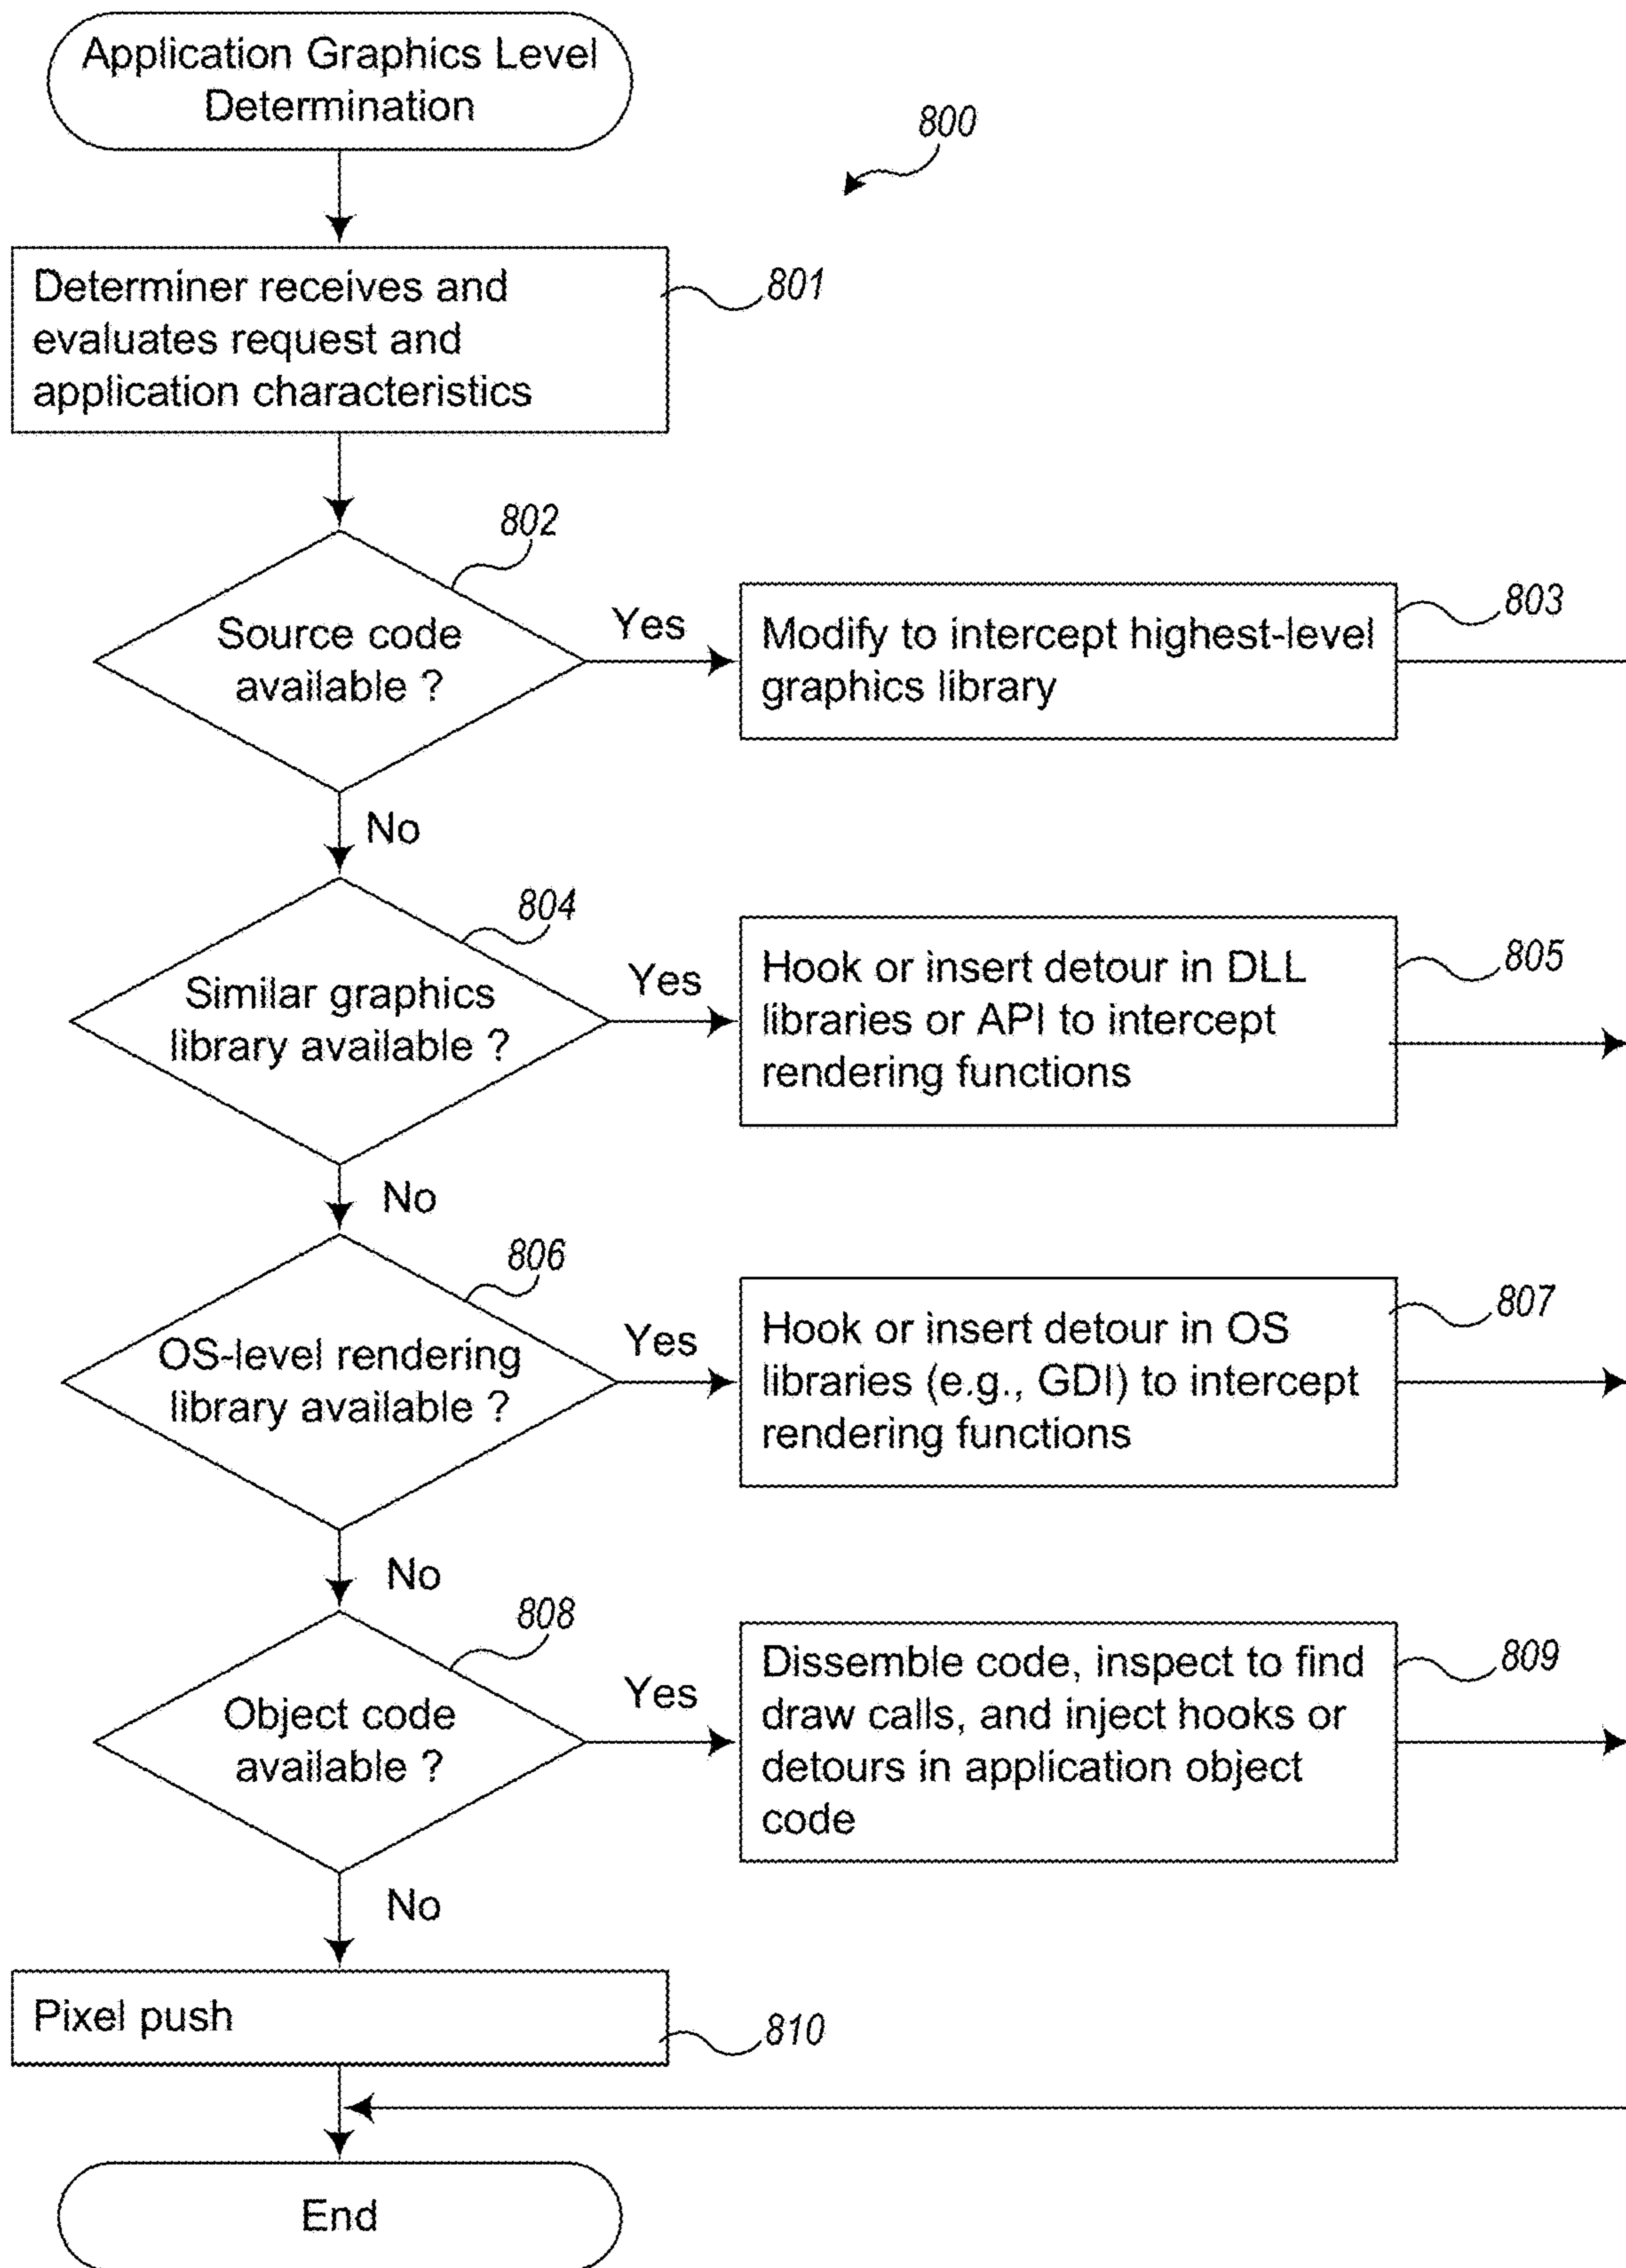 Application Graphics Level
Determination
800
Determiner receives and
evaluates request and
application characteristics
801
802
Source code
available ?
Yes
Modify to intercept highest-level
graphics library
803
No
804
Similar graphics
library available ?
Yes
Hook or insert detour in DLL
libraries or API to intercept
rendering functions
805
No
806
OS-level rendering
library available ?
Yes
Hook or insert detour in OS
libraries (e.g., GDI) to intercept
rendering functions
807
No
808
Object code
available ?
Yes
Dissemble code, inspect to find
draw calls, and inject hooks or
detours in application object
code
809
No
Pixel push
810
End